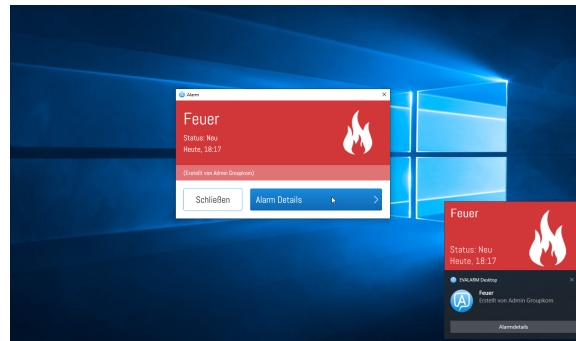 Alarm
Feuer
Status: Neu
Heute, 18:17
(Erstellt von Admin Groupkom)
Schließen
Alarm Details
Feuer
Status: Neu
Heute, 18:17
EVALARM Desktop
Feuer
Erstellt von Admin Groupkom
Alarmdetails